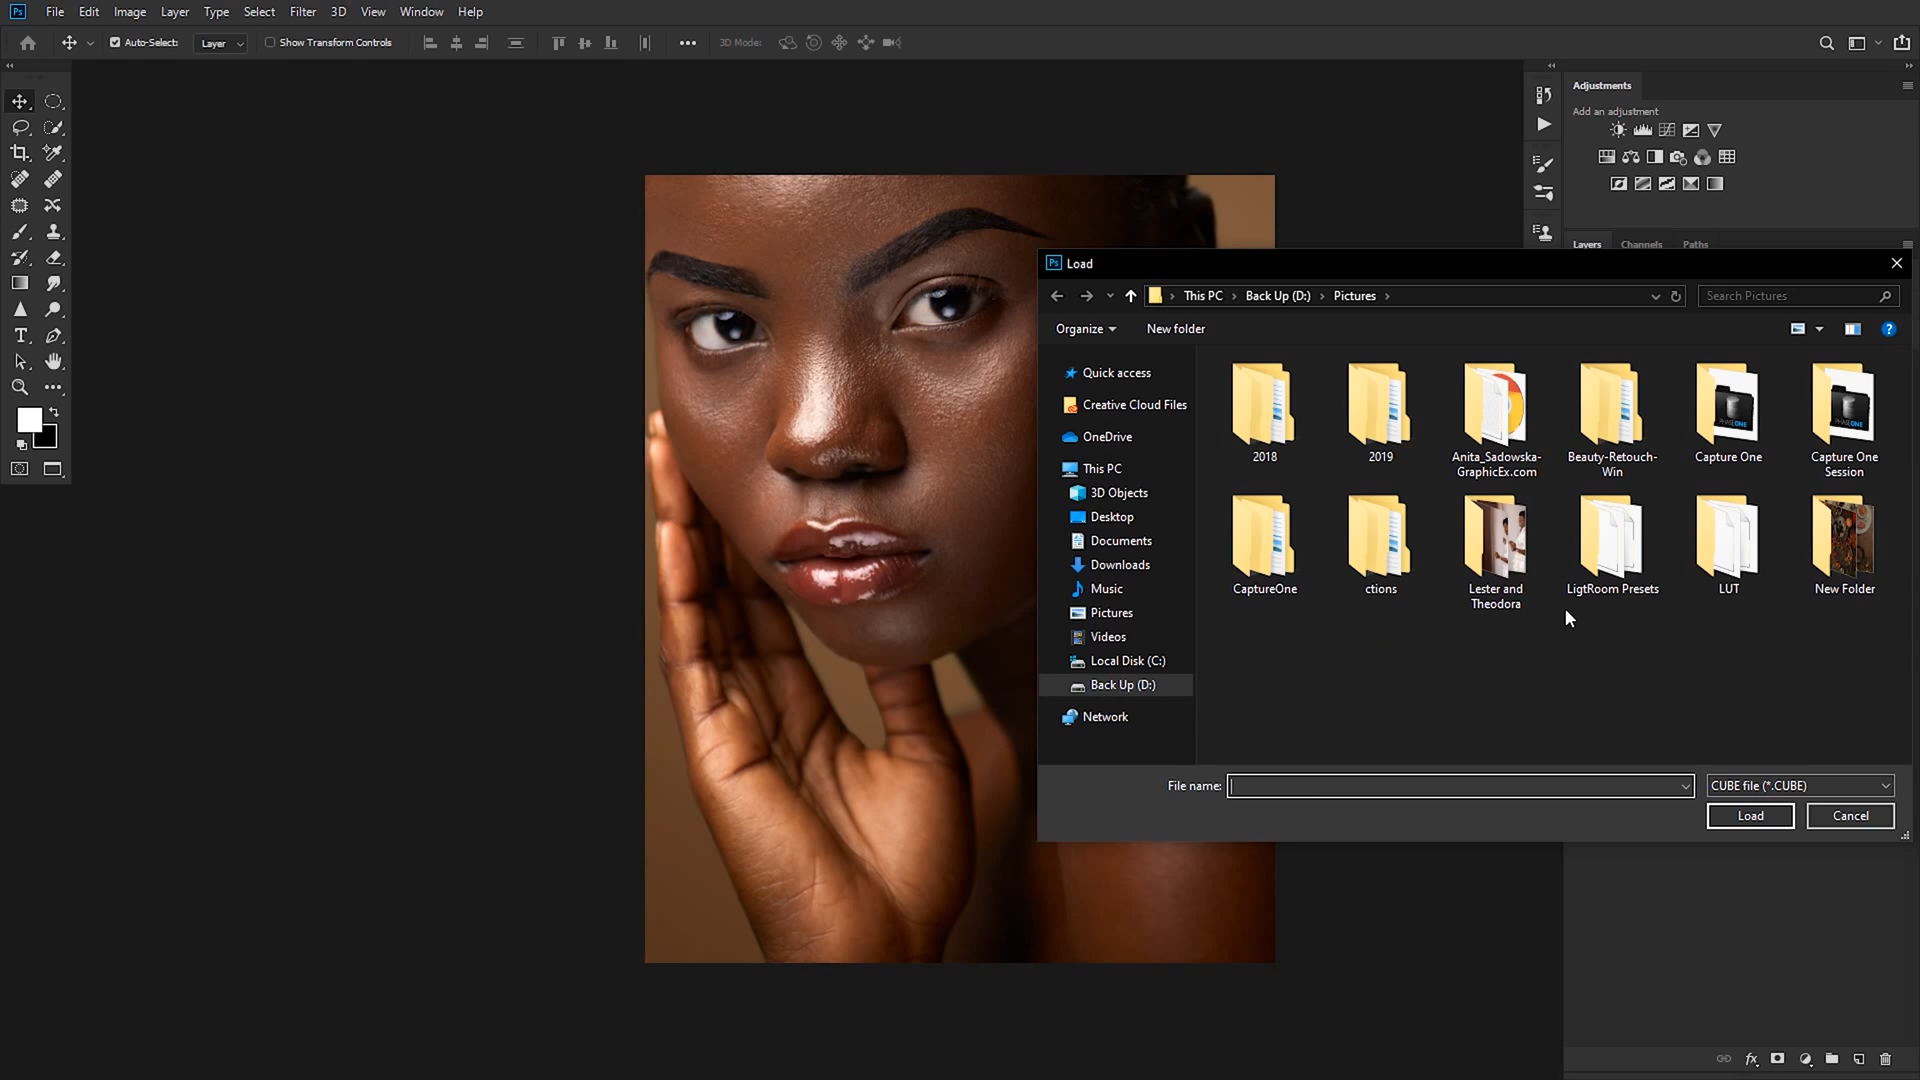 Ps File Edit Image Layer Type Select Filter 3D View Window Help
Auto-Select: Layer Show Transform Controls 3D Mode:
Adjustments
Add an adjustment
Layers Channels Paths
Ps Load
This PC Back Up (D:) Pictures Search Pictures
Organize New folder
Quick access
Creative Cloud Files
OneDrive
This PC
3D Objects
Desktop
Documents
Downloads
Music
Pictures
Videos
Local Disk (C:)
Back Up (D:)
Network
2018 2019 Anita_Sadowska- Beauty-Retouch- Capture One Capture One
GraphicEx.com Win Session
CaptureOne ctions Lester and LigtRoom Presets LUT New Folder
Theodora
File name: CUBE file (*.CUBE)
Load Cancel